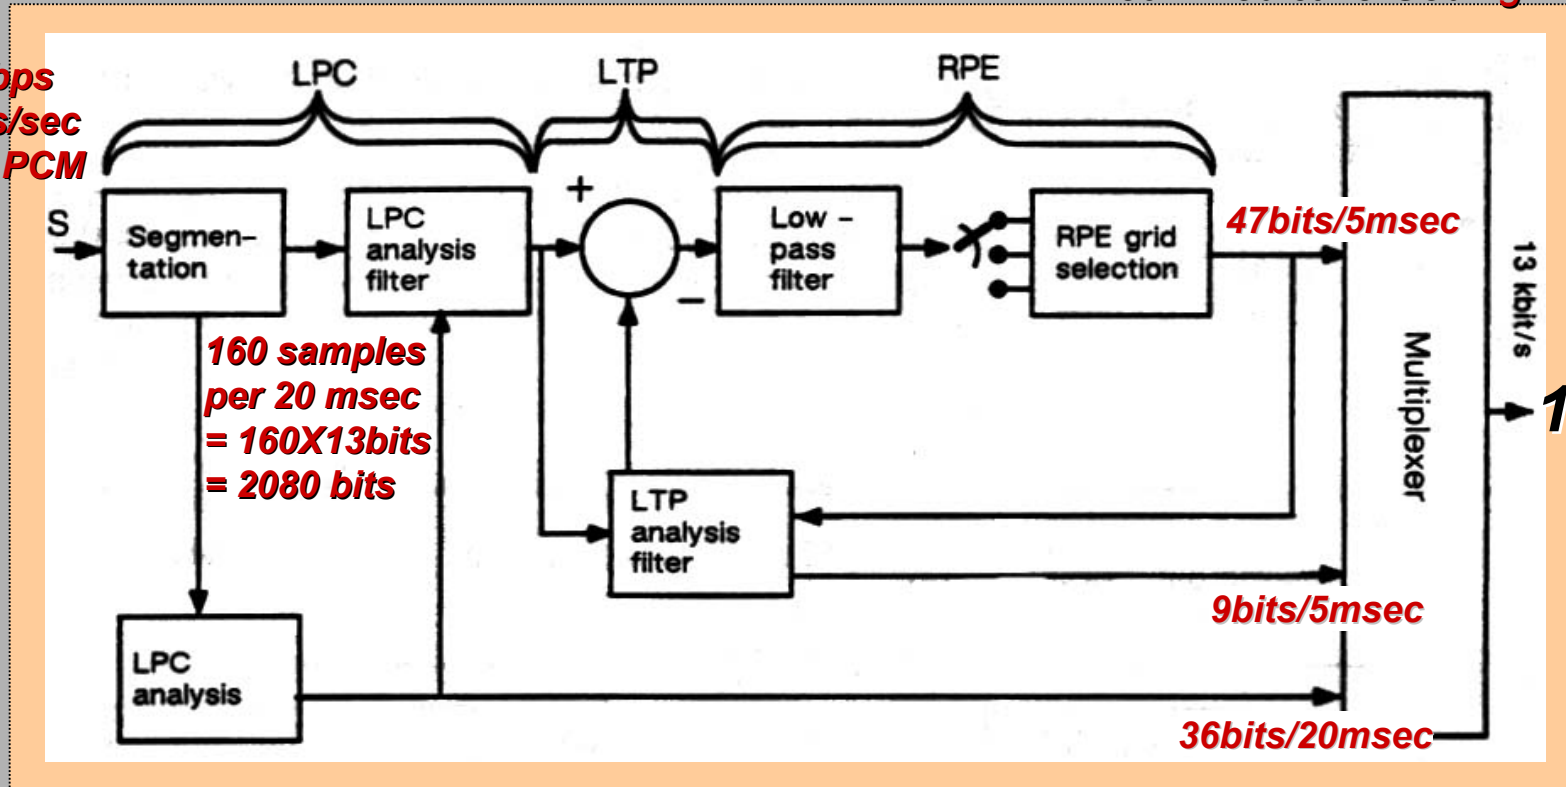 LPC
LTP
RPE
s/sec
PCM
S
Segmen-
tation
LPC
analysis
filter
+
−
Low -
pass
filter
RPE grid
selection
47bits/5msec
13 kbit/s
160 samples
per 20 msec
= 160X13bits
= 2080 bits
Multiplexer
1
LTP
analysis
filter
9bits/5msec
LPC
analysis
36bits/20msec